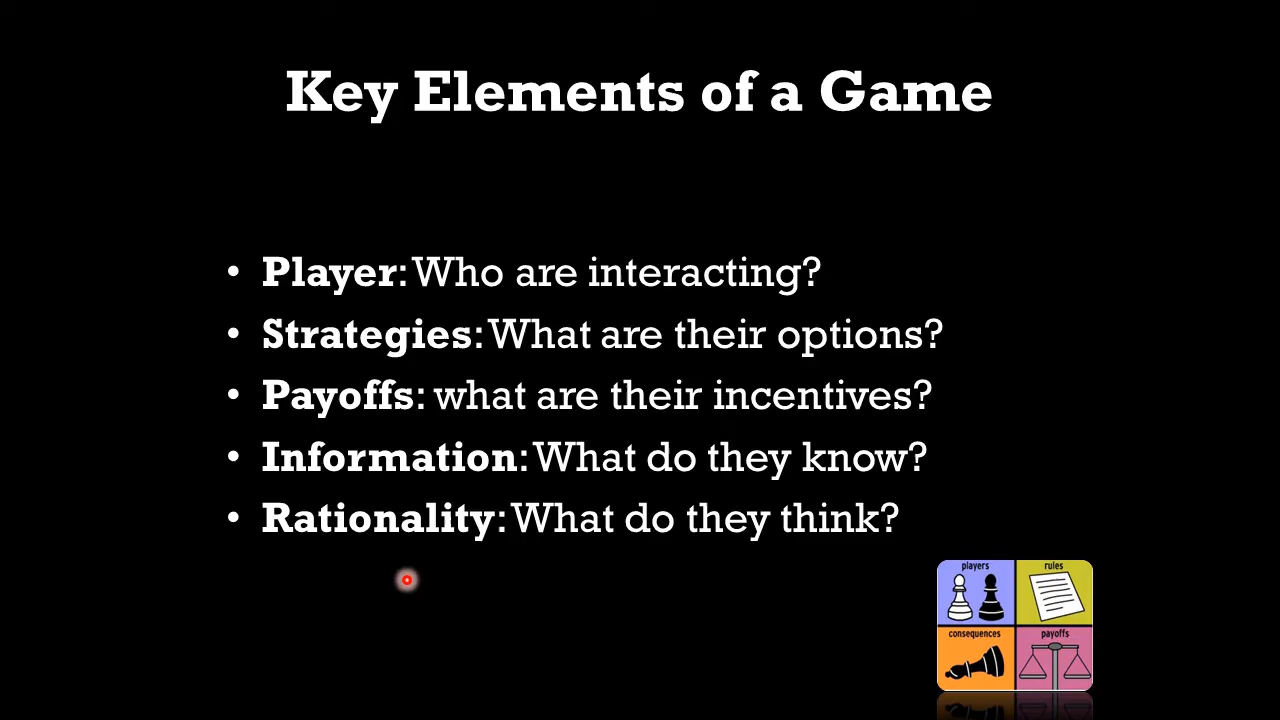 Key Elements of a Game
• Player: Who are interacting?
• Strategies: What are their options?
• Payoffs: what are their incentives?
• Information: What do they know?
• Rationality: What do they think?
players
rules
consequences
payoffs